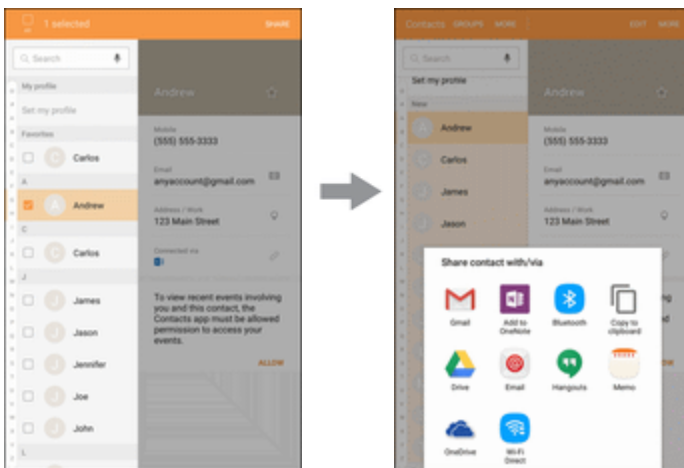 1 selected
SHARE
Search
My profile
Set my profile
Andrew
Favorites
C Carlos
Mobile
(555) 555-3333
Email
anyaccount@gmail.com
A
A Andrew
Address / Work
123 Main Street
C
C Carlos
Connected via
J
J James
J Jason
J Jennifer
J Joe
J John
L
To view recent events involving
you and this contact, the
Contacts app must be allowed
permission to access your
events.
ALLOW
Contacts GROUPS MORE
EDIT MORE
Search
Set my profile
Andrew
New
A Andrew
Carlos
James
Jason
Mobile
(555) 555-3333
Email
anyaccount@gmail.com
Address / Work
123 Main Street
Share contact with/via
Gmail
Add to
OneNote
Bluetooth
Copy to
clipboard
Drive
Email
Hangouts
Memo
OneDrive
Wi-Fi
Direct